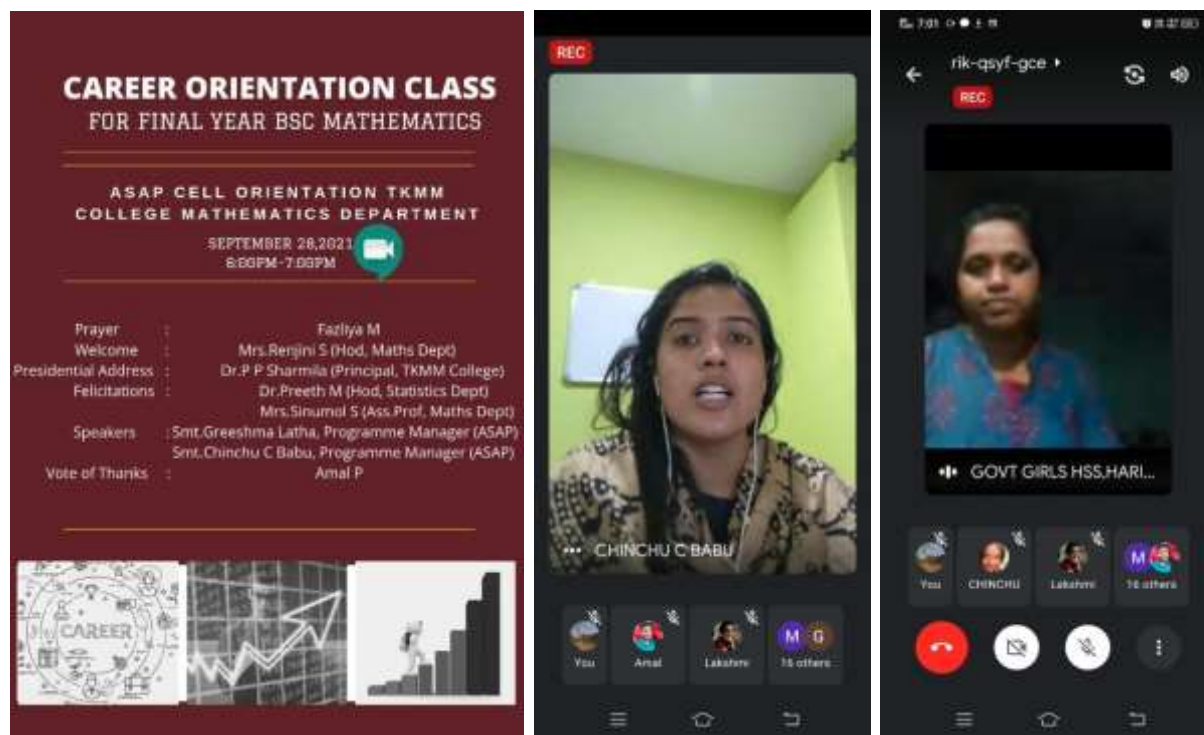 CAREER ORIENTATION CLASS
FOR FINAL YEAR BSC MATHEMATICS
ASAP CELL ORIENTATION TKMM
COLLEGE MATHEMATICS DEPARTMENT
SEPTEMBER 28,2021
6:00PM-7:00PM
Prayer : Fazliya M
Welcome : Mrs.Renjini S (Hod, Maths Dept)
Presidential Address : Dr.P P Sharmila (Principal, TKMM College)
Felicitations : Dr.Preeth M (Hod, Statistics Dept)
Mrs.Sinumol S (Ass.Prof, Maths Dept)
Speakers :Smt.Greeshma Latha, Programme Manager (ASAP)
Smt.Chinchu C Babu, Programme Manager (ASAP)
Vote of Thanks : Amal P
CAREER
REC
CHINCHU C BABU
You Amal Lakshmi M G 16 others
7:01
rik-qsyf-gce
REC
GOVT GIRLS HSS,HARI...
You CHINCHU Lakshmi M 16 others